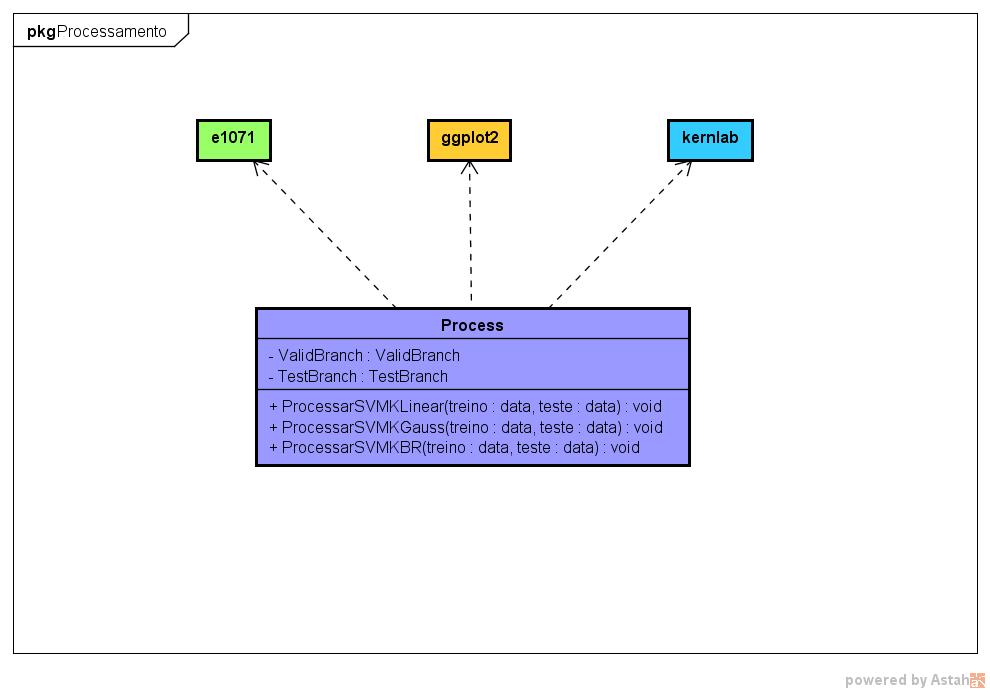 pkgProcessamento
e1071
ggplot2
kernlab
Process
- ValidBranch : ValidBranch
- TestBranch : TestBranch
+ ProcessarSVMKLinear(treino : data, teste : data) : void
+ ProcessarSVMKGauss(treino : data, teste : data) : void
+ ProcessarSVMKBR(treino : data, teste : data) : void
powered by Astah